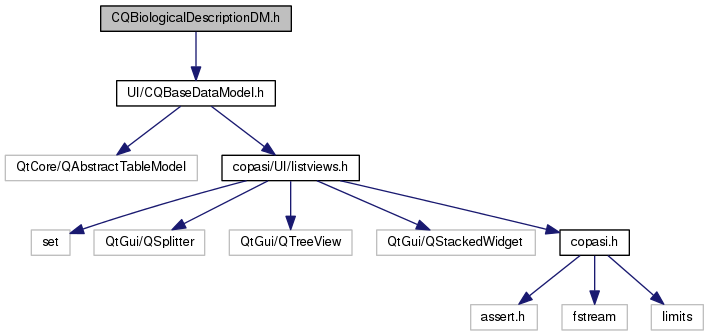 CQBiologicalDescriptionDM.h
UI/CQBaseDataModel.h
QtCore/QAbstractTableModel
copasi/UI/listviews.h
set
QtGui/QSplitter
QtGui/QTreeView
QtGui/QStackedWidget
copasi.h
assert.h
fstream
limits